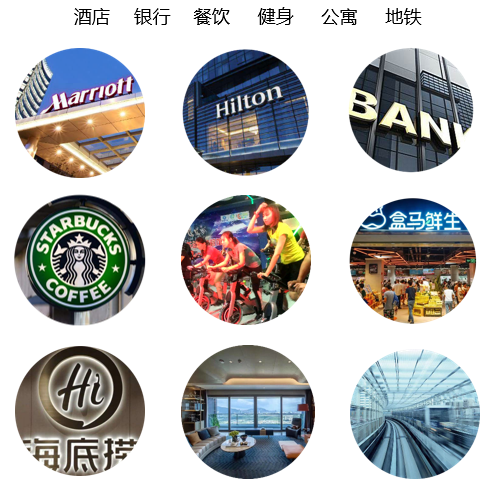 酒店 银行 餐饮 健身 公寓 地铁
Marriott
Hilton
BANK
STARBUCKS
COFFEE
盒马鲜生
Hi
海底捞